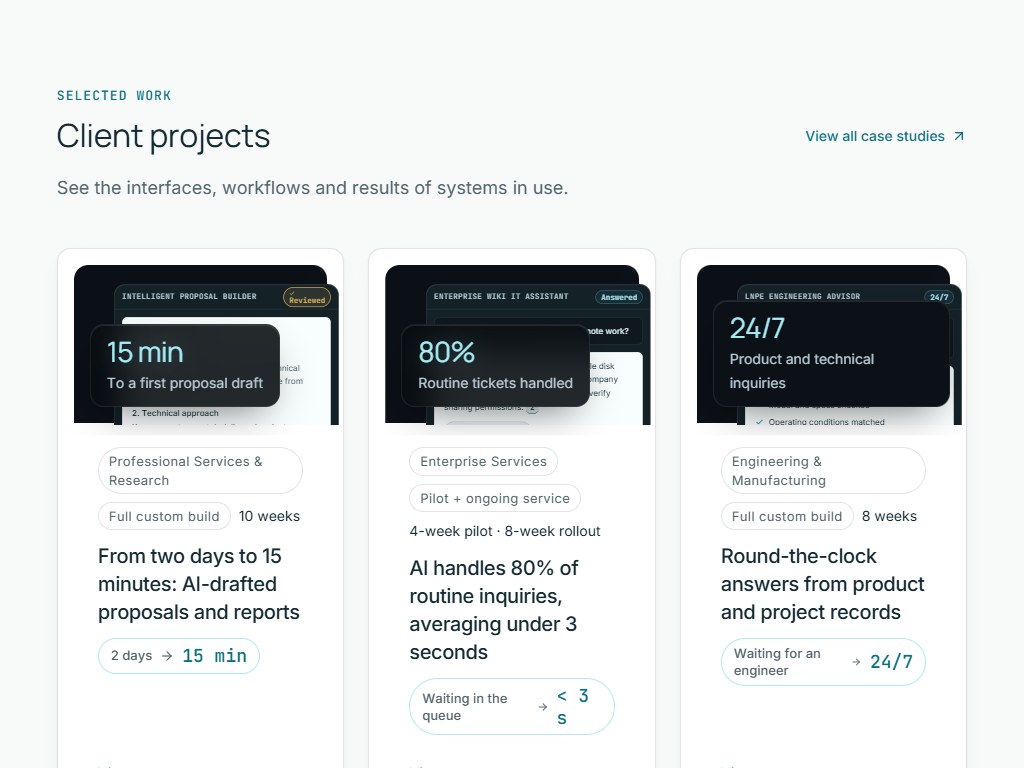 SELECTED WORK
Client projects
View all case studies
See the interfaces, workflows and results of systems in use.
INTELLIGENT PROPOSAL BUILDER
✓ Reviewed
15 min
To a first proposal draft
2. Technical approach
Professional Services &
Research
Full custom build
10 weeks
From two days to 15
minutes: AI-drafted
proposals and reports
2 days → 15 min
ENTERPRISE WIKI IT ASSISTANT
Answered
work?
80%
Routine tickets handled
disk
verify
sharing permissions. 2
Enterprise Services
Pilot + ongoing service
4-week pilot · 8-week rollout
AI handles 80% of
routine inquiries,
averaging under 3
seconds
Waiting in the
queue
→ < 3
s
LNPE ENGINEERING ADVISOR
24/7
24/7
Product and technical
inquiries
✓ Operating conditions matched
Engineering &
Manufacturing
Full custom build
8 weeks
Round-the-clock
answers from product
and project records
Waiting for an
engineer
→ 24/7